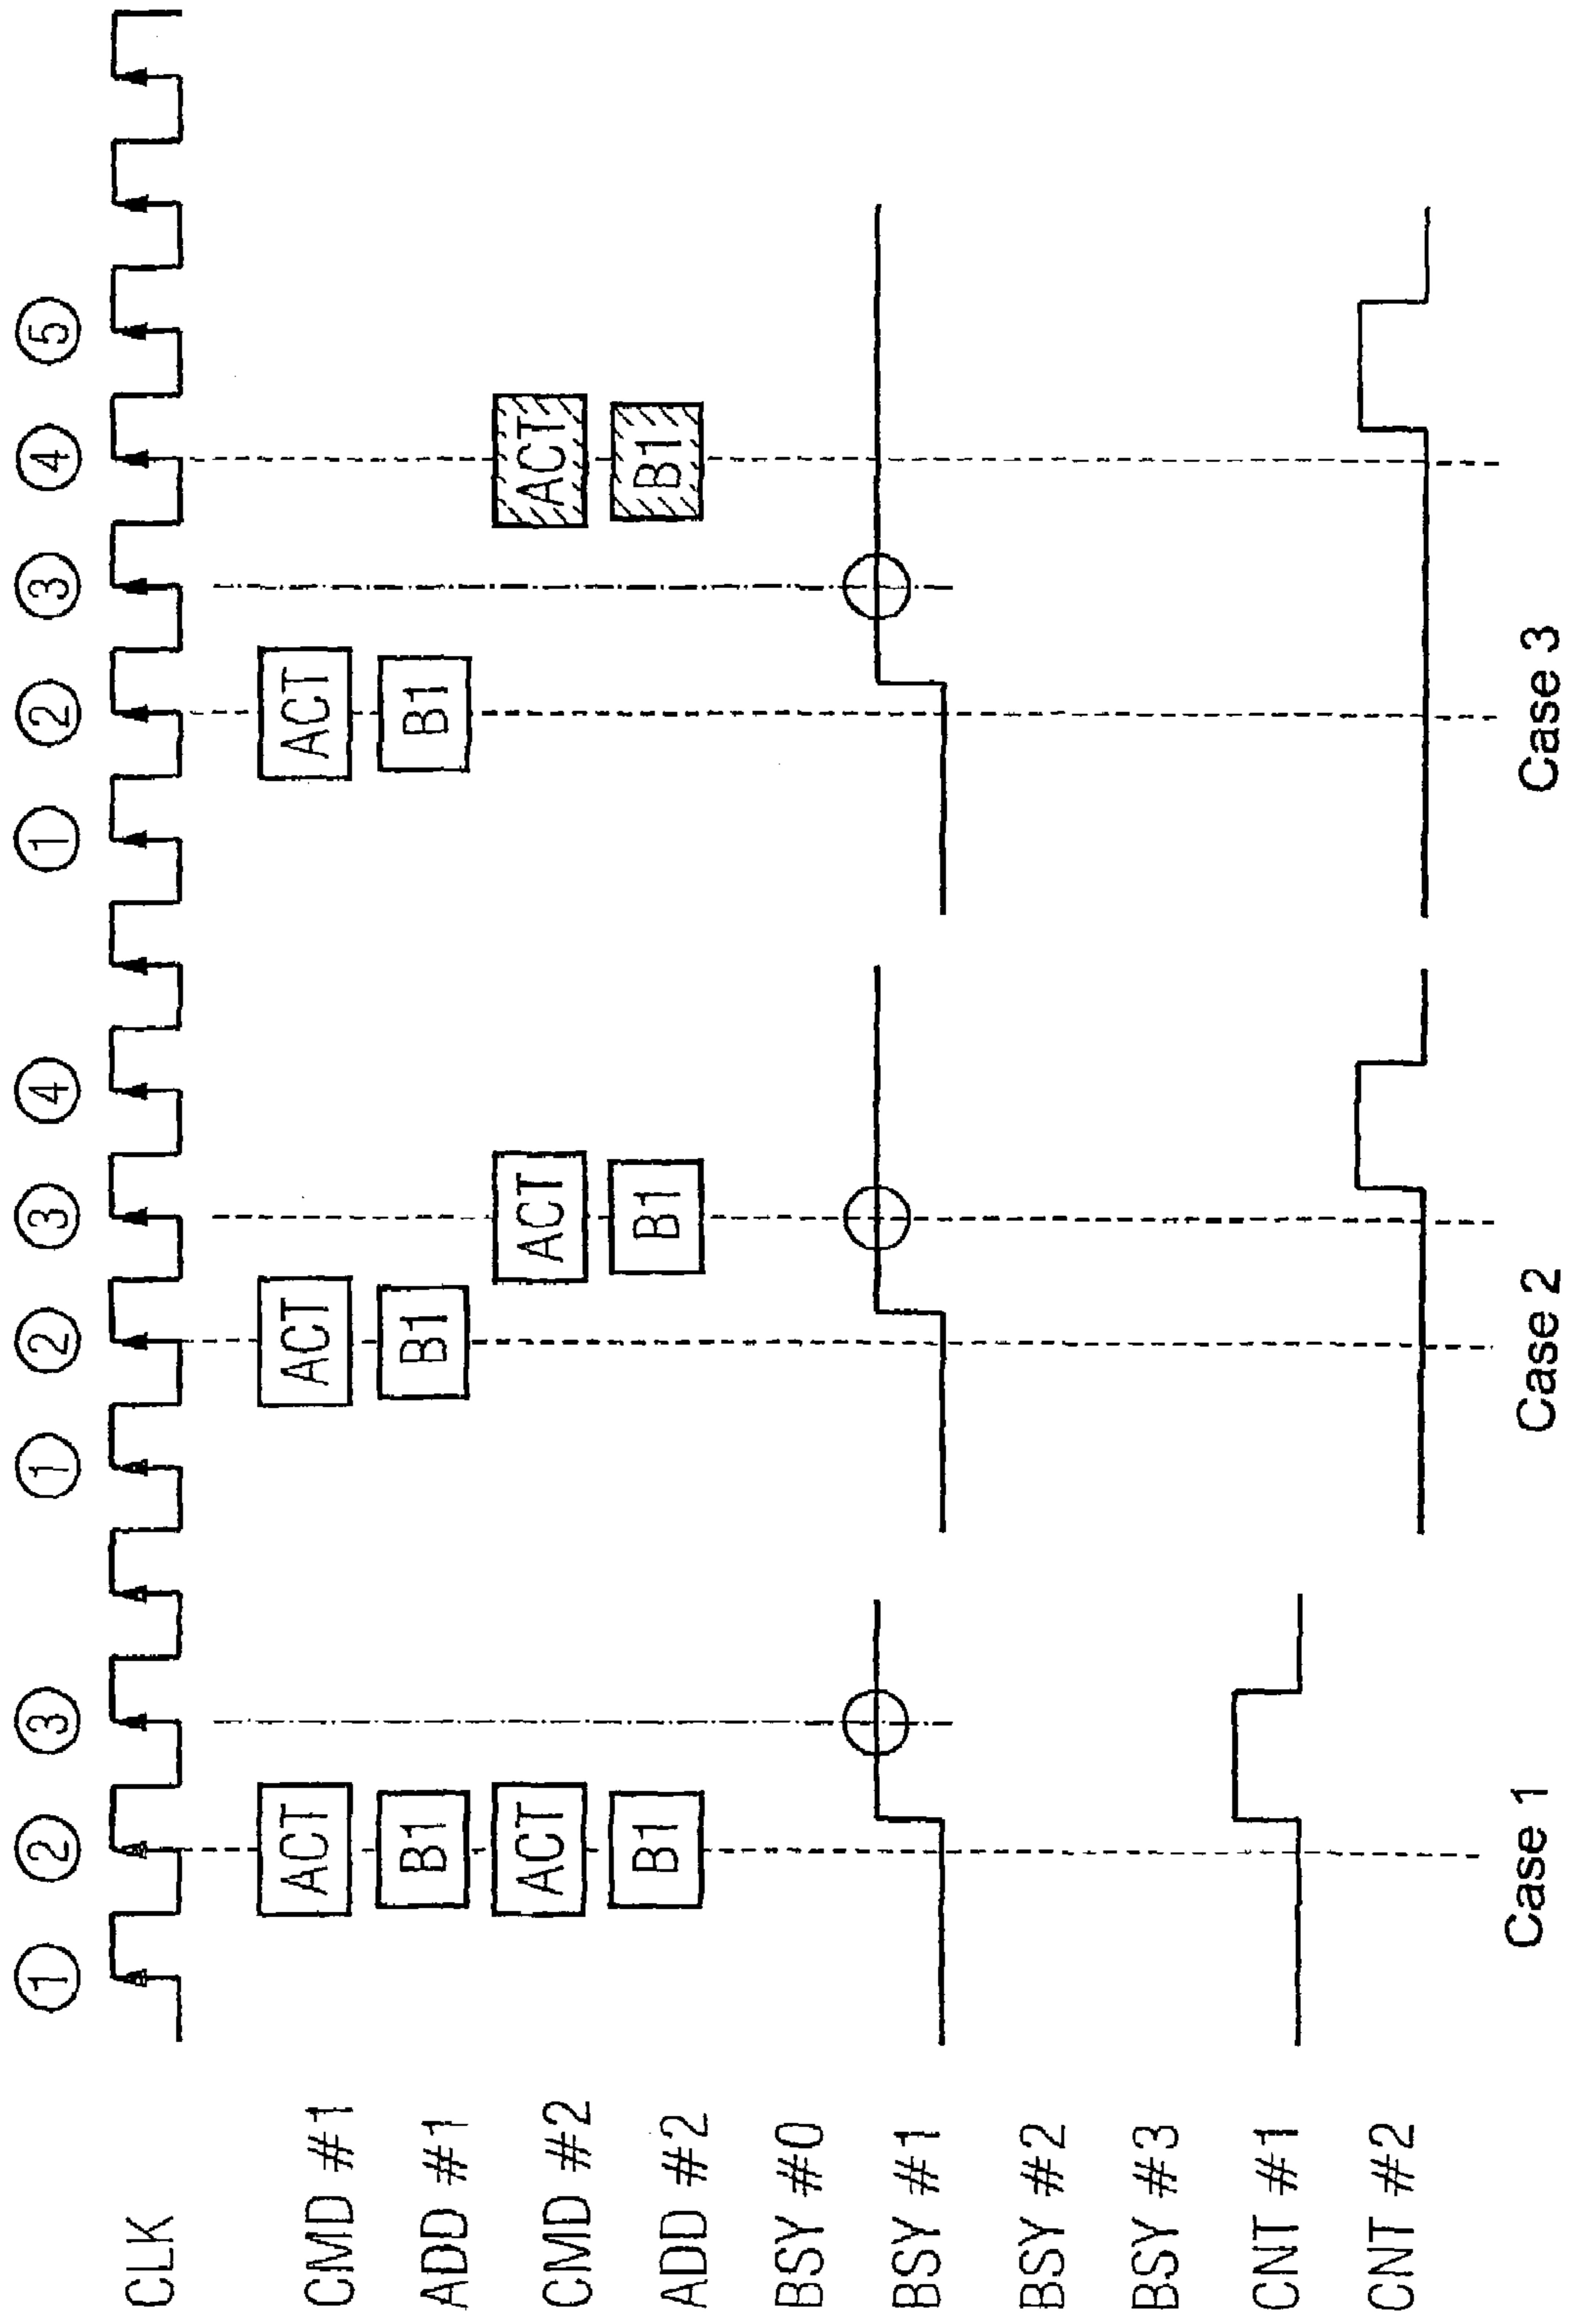 ① ② ③ ① ② ③ ④ ① ② ③ ④ ⑤
CLK
CMD #1 ACT ACT ACT
ADD #1 B1 B1 B1
CMD #2 ACT ACT ACT
ADD #2 B1 B1 B1
BSY #0
BSY #1
BSY #2
BSY #3
CNT #1
CNT #2
Case 1 Case 2 Case 3